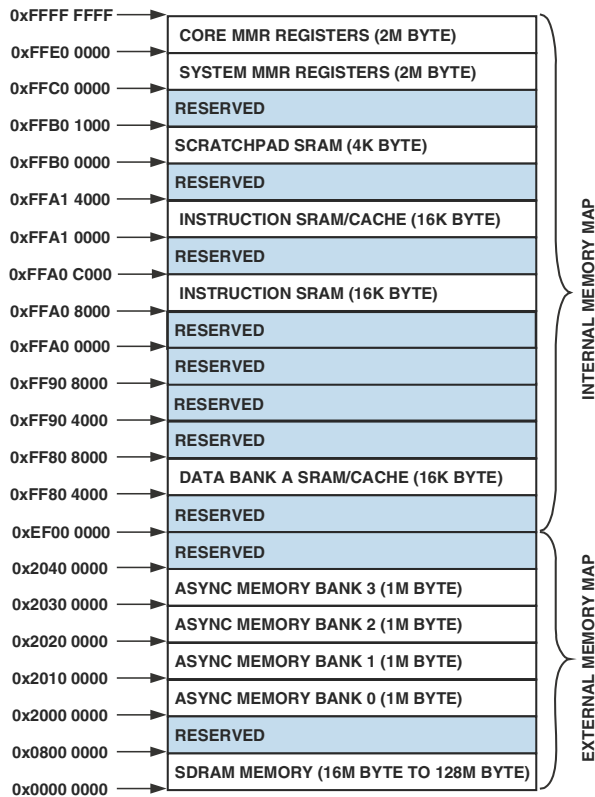 0xFFFF FFFF
CORE MMR REGISTERS (2M BYTE)
0xFFE0 0000
SYSTEM MMR REGISTERS (2M BYTE)
0xFFC0 0000
RESERVED
0xFFB0 1000
SCRATCHPAD SRAM (4K BYTE)
0xFFB0 0000
RESERVED
0xFFA1 4000
INSTRUCTION SRAM/CACHE (16K BYTE)
0xFFA1 0000
RESERVED
0xFFA0 C000
INSTRUCTION SRAM (16K BYTE)
0xFFA0 8000
RESERVED
0xFFA0 0000
RESERVED
0xFF90 8000
RESERVED
0xFF90 4000
RESERVED
0xFF80 8000
DATA BANK A SRAM/CACHE (16K BYTE)
0xFF80 4000
RESERVED
0xEF00 0000
RESERVED
0x2040 0000
ASYNC MEMORY BANK 3 (1M BYTE)
0x2030 0000
ASYNC MEMORY BANK 2 (1M BYTE)
0x2020 0000
ASYNC MEMORY BANK 1 (1M BYTE)
0x2010 0000
ASYNC MEMORY BANK 0 (1M BYTE)
0x2000 0000
RESERVED
0x0800 0000
SDRAM MEMORY (16M BYTE TO 128M BYTE)
0x0000 0000
INTERNAL MEMORY MAP
EXTERNAL MEMORY MAP